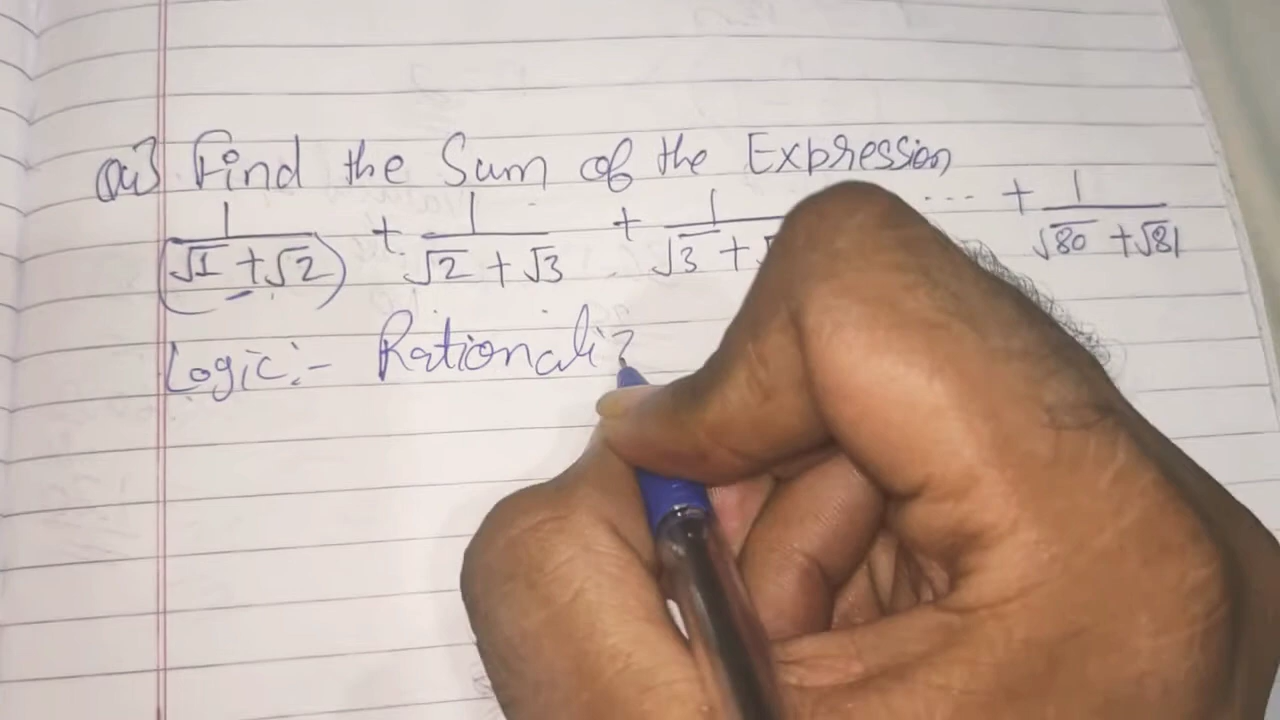 Q4] Find the Sum of the Expression
1/(√1 + √2) + 1/(√2 + √3) + 1/(√3 + √ ... + 1/(√80 + √81)
Logic:- Rationaliz